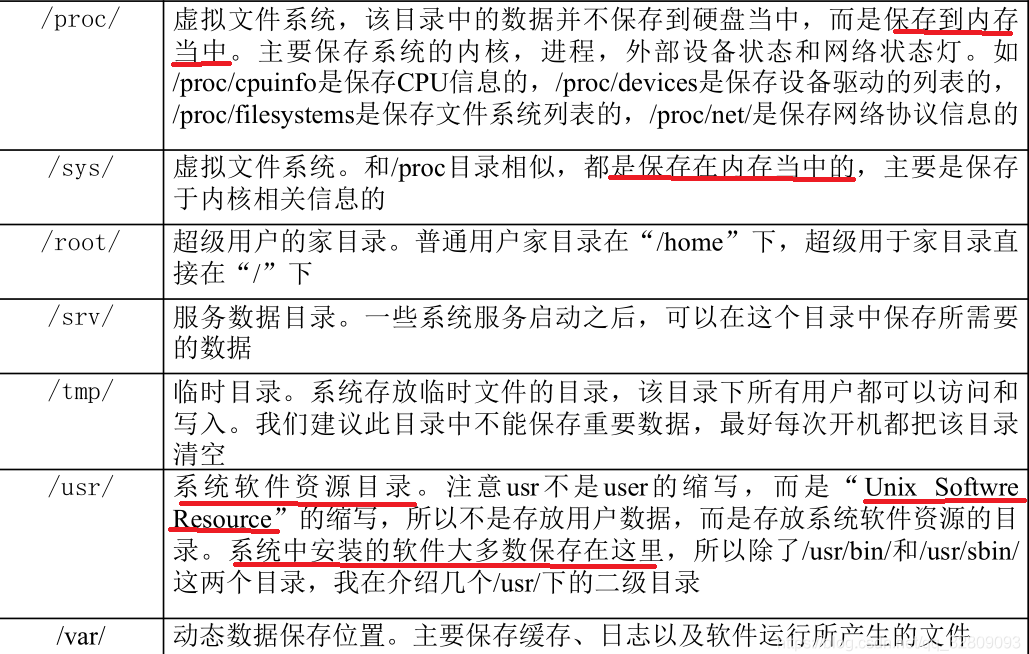 /proc/ 虚拟文件系统，该目录中的数据并不保存到硬盘当中，而是保存到内存
当中。主要保存系统的内核，进程，外部设备状态和网络状态灯。如
/proc/cpuinfo是保存CPU信息的，/proc/devices是保存设备驱动的列表的，
/proc/filesystems是保存文件系统列表的，/proc/net/是保存网络协议信息的
/sys/ 虚拟文件系统。和/proc目录相似，都是保存在内存当中的，主要是保存
于内核相关信息的
/root/ 超级用户的家目录。普通用户家目录在“/home”下，超级用于家目录直
接在“/”下
/srv/ 服务数据目录。一些系统服务启动之后，可以在这个目录中保存所需要
的数据
/tmp/ 临时目录。系统存放临时文件的目录，该目录下所有用户都可以访问和
写入。我们建议此目录中不能保存重要数据，最好每次开机都把该目录
清空
/usr/ 系统软件资源目录。注意usr不是user的缩写，而是“Unix Softwre
Resource”的缩写，所以不是存放用户数据，而是存放系统软件资源的目
录。系统中安装的软件大多数保存在这里，所以除了/usr/bin/和/usr/sbin/
这两个目录，我在介绍几个/usr/下的二级目录
/var/ 动态数据保存位置。主要保存缓存、日志以及软件运行所产生的文件